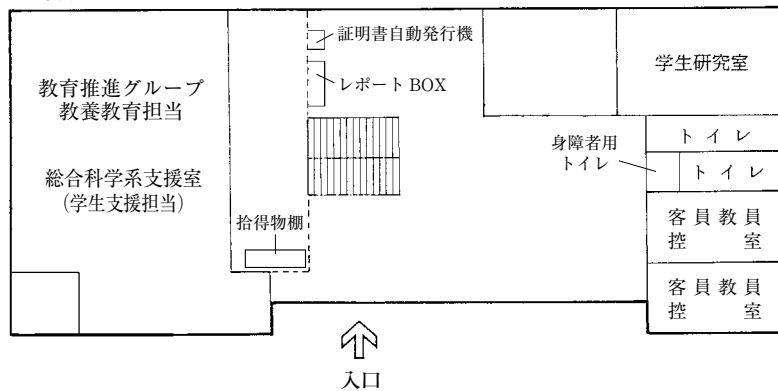 証明書自動発行機
レポート BOX
学生研究室
教育推進グループ
教養教育担当
総合科学系支援室
(学生支援担当)
拾得物棚
身障者用
トイレ
トイレ
トイレ
客員教員
控室
客員教員
控室
入口